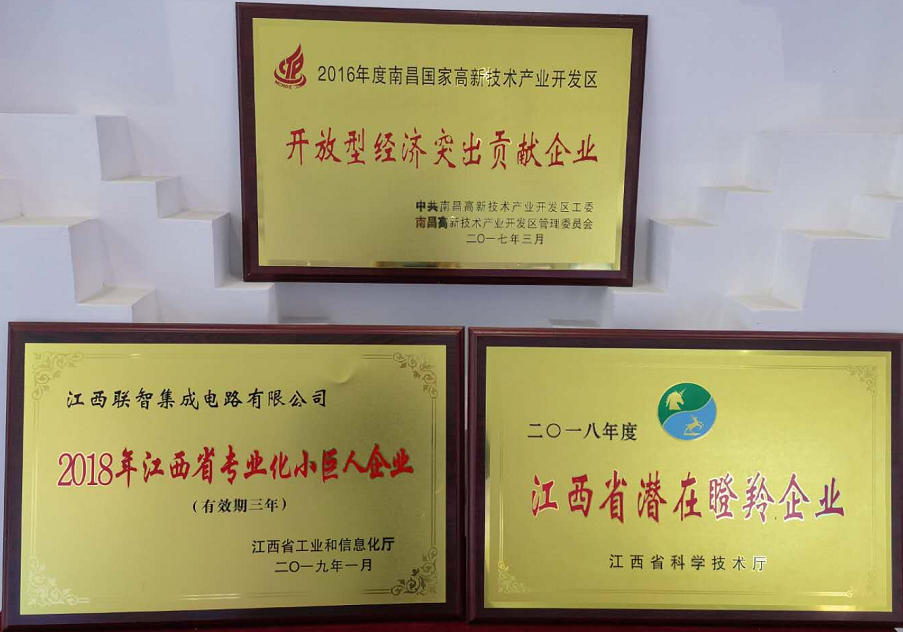 2016年度南昌国家高新技术产业开发区
开放型经济突出贡献企业
中共南昌高新技术产业开发区工委
南昌高新技术产业开发区管理委员会
二〇一七年三月
江西联智集成电路有限公司
2018年江西省专业化小巨人企业
(有效期三年)
江西省工业和信息化厅
二〇一九年一月
二〇一八年度
江西省潜在瞪羚企业
江西省科学技术厅